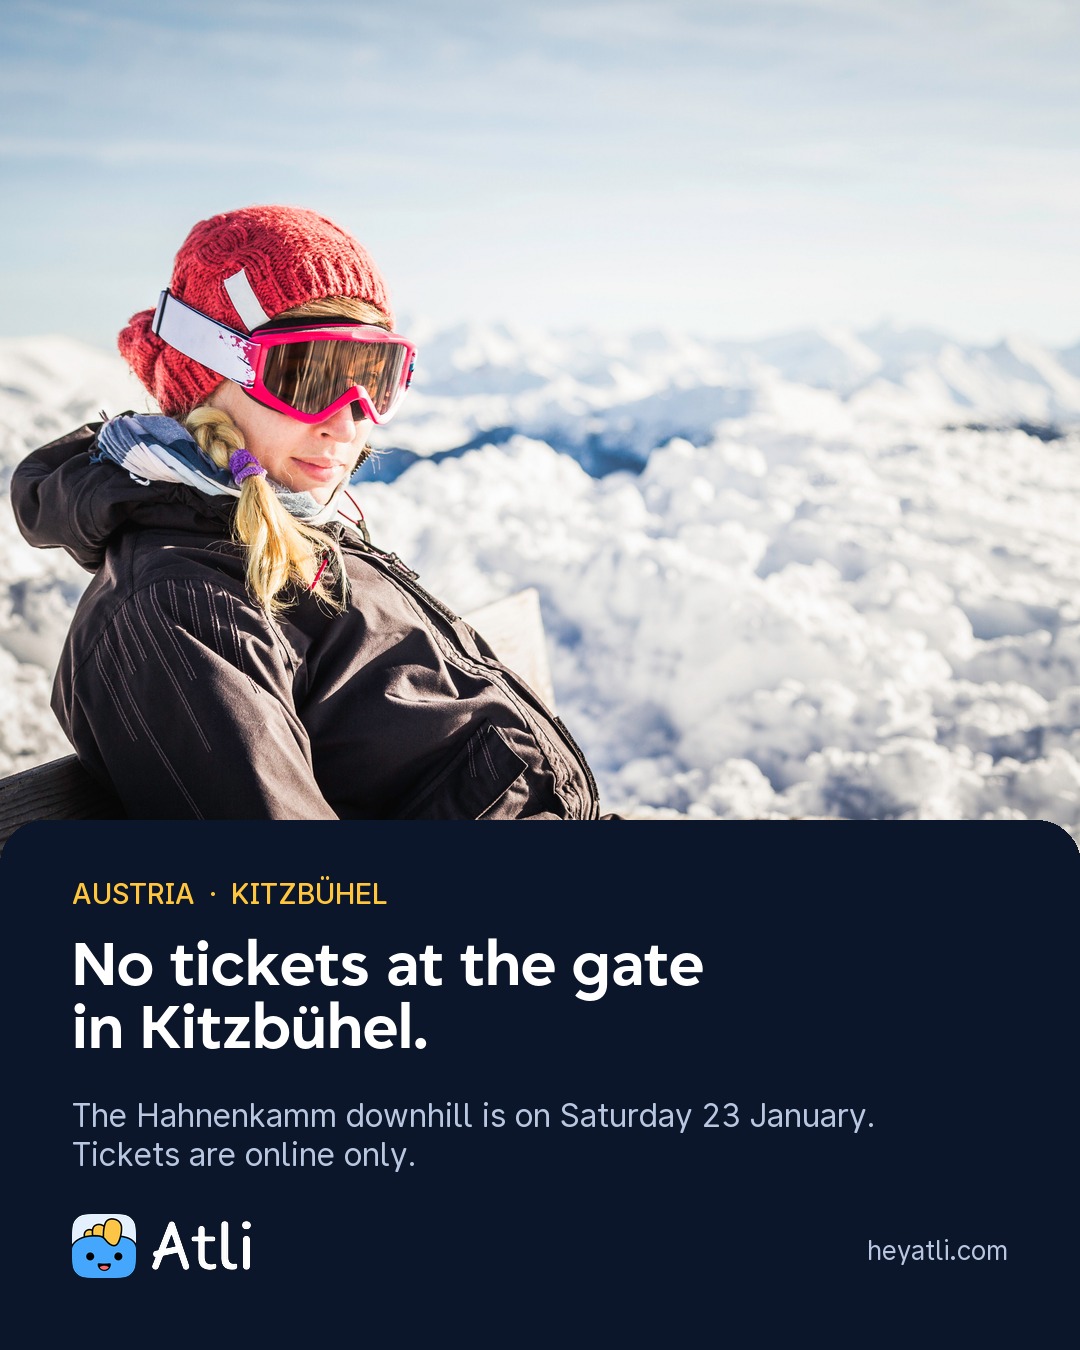 AUSTRIA · KITZBÜHEL
No tickets at the gate
in Kitzbühel.
The Hahnenkamm downhill is on Saturday 23 January.
Tickets are online only.
Atli
heyatli.com